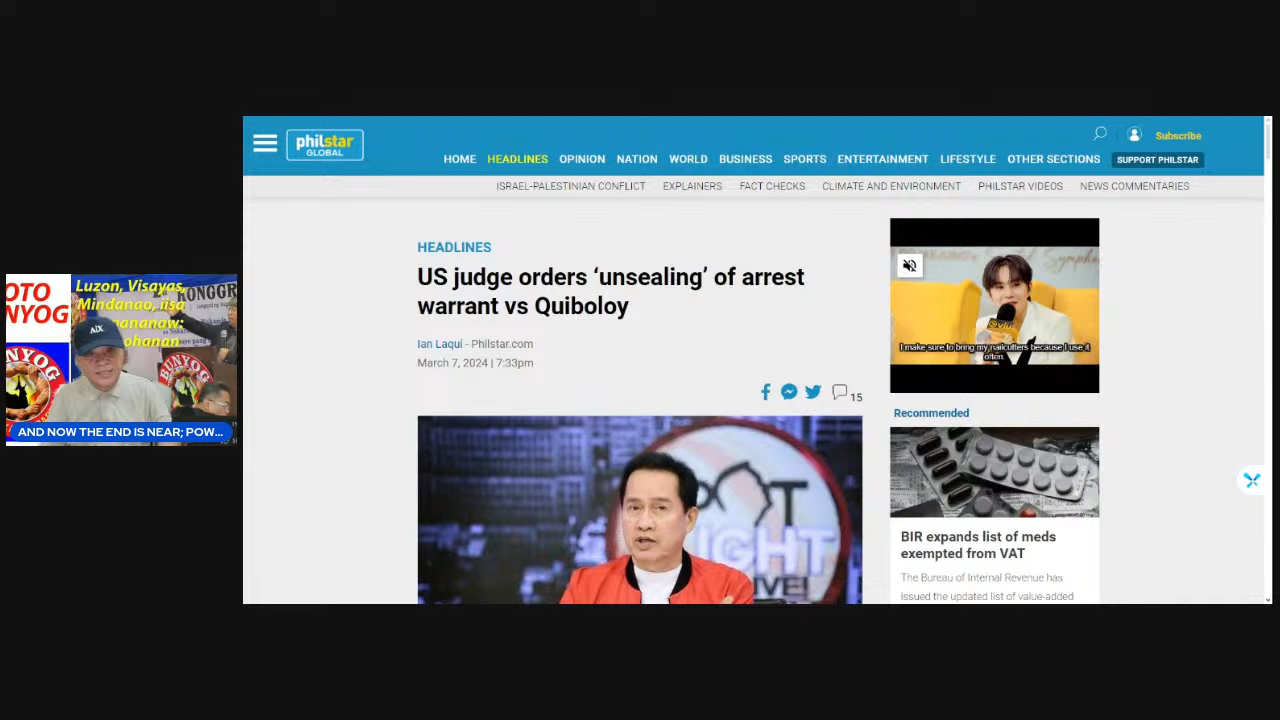 philstar
GLOBAL
Subscribe
HOME HEADLINES OPINION NATION WORLD BUSINESS SPORTS ENTERTAINMENT LIFESTYLE OTHER SECTIONS SUPPORT PHILSTAR
ISRAEL-PALESTINIAN CONFLICT EXPLAINERS FACT CHECKS CLIMATE AND ENVIRONMENT PHILSTAR VIDEOS NEWS COMMENTARIES
HEADLINES
US judge orders ‘unsealing’ of arrest
warrant vs Quiboloy
Ian Laqui - Philstar.com
March 7, 2024 | 7:33pm
15
I make sure to bring my nailcutters because I use it
often.
Recommended
BIR expands list of meds
exempted from VAT
The Bureau of Internal Revenue has
issued the updated list of value-added
OTO
NYOG
Luzon, Visayas,
Mindanao, iisa
BUNYOG
AND NOW THE END IS NEAR; POW...